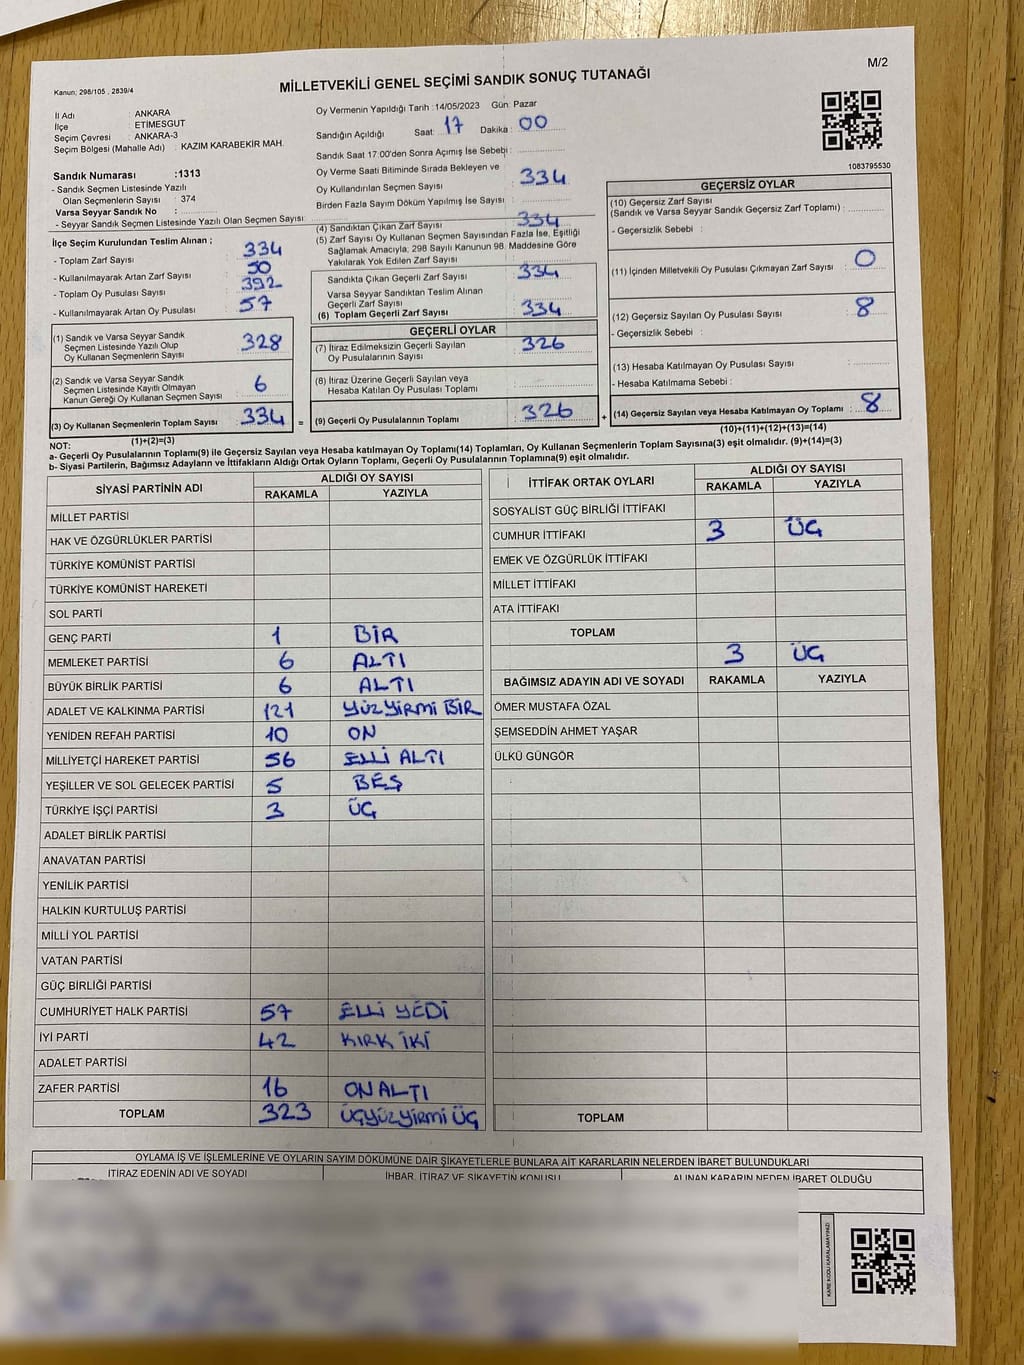 M/2
Kanun; 298/105 , 2839/4
MİLLETVEKİLİ GENEL SEÇİMİ SANDIK SONUÇ TUTANAĞI
İl Adı : ANKARA
İlçe : ETİMESGUT
Seçim Çevresi : ANKARA-3
Seçim Bölgesi (Mahalle Adı) : KAZIM KARABEKİR MAH.
Sandık Numarası :1313
- Sandık Seçmen Listesinde Yazılı
Olan Seçmenlerin Sayısı : 374
Varsa Seyyar Sandık No :
- Seyyar Sandık Seçmen Listesinde Yazılı Olan Seçmen Sayısı :
Oy Vermenin Yapıldığı Tarih : 14/05/2023 Gün: Pazar
Sandığın Açıldığı Saat: 17 Dakika : 00
Sandık Saat 17:00'den Sonra Açımış İse Sebebi :
Oy Verme Saati Bitiminde Sırada Bekleyen ve
Oy Kullandırılan Seçmen Sayısı : 334
Birden Fazla Sayım Döküm Yapılmış İse Sayısı :
1083795530
İlçe Seçim Kurulundan Teslim Alınan ;
- Toplam Zarf Sayısı : 334
- Kullanılmayarak Artan Zarf Sayısı : 50
- Toplam Oy Pusulası Sayısı : 392
- Kullanılmayarak Artan Oy Pusulası : 57
(1) Sandık ve Varsa Seyyar Sandık
Seçmen Listesinde Yazılı Olup
Oy Kullanan Seçmenlerin Sayısı : 328
(2) Sandık ve Varsa Seyyar Sandık
Seçmen Listesinde Kayıtlı Olmayan
Kanun Gereği Oy Kullanan Seçmen Sayısı : 6
(3) Oy Kullanan Seçmenlerin Toplam Sayısı : 334 =
(1)+(2)=(3)
(4) Sandıktan Çıkan Zarf Sayısı : 334
(5) Zarf Sayısı Oy Kullanan Seçmen Sayısından Fazla İse, Eşitliği
Sağlamak Amacıyla, 298 Sayılı Kanunun 98. Maddesine Göre
Yakılarak Yok Edilen Zarf Sayısı :
Sandıkta Çıkan Geçerli Zarf Sayısı : 334
Varsa Seyyar Sandıktan Teslim Alınan
Geçerli Zarf Sayısı :
(6) Toplam Geçerli Zarf Sayısı : 334
GEÇERLİ OYLAR
(7) İtiraz Edilmeksizin Geçerli Sayılan
Oy Pusulalarının Sayısı : 326
(8) İtiraz Üzerine Geçerli Sayılan veya
Hesaba Katılan Oy Pusulası Toplamı :
(9) Geçerli Oy Pusulalarının Toplamı : 326 +
GEÇERSİZ OYLAR
(10) Geçersiz Zarf Sayısı
(Sandık ve Varsa Seyyar Sandık Geçersiz Zarf Toplamı) :
- Geçersizlik Sebebi :
(11) İçinden Milletvekili Oy Pusulası Çıkmayan Zarf Sayısı : 0
(12) Geçersiz Sayılan Oy Pusulası Sayısı : 8
- Geçersizlik Sebebi :
(13) Hesaba Katılmayan Oy Pusulası Sayısı :
- Hesaba Katılmama Sebebi :
(14) Geçersiz Sayılan veya Hesaba Katılmayan Oy Toplamı : 8
(10)+(11)+(12)+(13)=(14)
NOT:
a- Geçerli Oy Pusulalarının Toplamı(9) ile Geçersiz Sayılan veya Hesaba katılmayan Oy Toplamı(14) Toplamları, Oy Kullanan Seçmenlerin Toplam Sayısına(3) eşit olmalıdır. (9)+(14)=(3)
b- Siyasi Partilerin, Bağımsız Adayların ve İttifakların Aldığı Ortak Oyların Toplamı, Geçerli Oy Pusulalarının Toplamına(9) eşit olmalıdır.
SİYASİ PARTİNİN ADI ALDIĞI OY SAYISI
RAKAMLA YAZIYLA
MİLLET PARTİSİ
HAK VE ÖZGÜRLÜKLER PARTİSİ
TÜRKİYE KOMÜNİST PARTİSİ
TÜRKİYE KOMÜNİST HAREKETİ
SOL PARTİ
GENÇ PARTİ 1 BİR
MEMLEKET PARTİSİ 6 ALTI
BÜYÜK BİRLİK PARTİSİ 6 ALTI
ADALET VE KALKINMA PARTİSİ 121 YÜZ YİRMİ BİR
YENİDEN REFAH PARTİSİ 10 ON
MİLLİYETÇİ HAREKET PARTİSİ 56 ELLİ ALTI
YEŞİLLER VE SOL GELECEK PARTİSİ 5 BEŞ
TÜRKİYE İŞÇİ PARTİSİ 3 ÜÇ
ADALET BİRLİK PARTİSİ
ANAVATAN PARTİSİ
YENİLİK PARTİSİ
HALKIN KURTULUŞ PARTİSİ
MİLLİ YOL PARTİSİ
VATAN PARTİSİ
GÜÇ BİRLİĞİ PARTİSİ
CUMHURİYET HALK PARTİSİ 57 ELLİ YEDİ
İYİ PARTİ 42 KIRK İKİ
ADALET PARTİSİ
ZAFER PARTİSİ 16 ON ALTI
TOPLAM 323 ÜÇYÜZYİRMİ ÜÇ
İTTİFAK ORTAK OYLARI ALDIĞI OY SAYISI
RAKAMLA YAZIYLA
SOSYALİST GÜÇ BİRLİĞİ İTTİFAKI
CUMHUR İTTİFAKI 3 ÜÇ
EMEK VE ÖZGÜRLÜK İTTİFAKI
MİLLET İTTİFAKI
ATA İTTİFAKI
TOPLAM
3 ÜÇ
BAĞIMSIZ ADAYIN ADI VE SOYADI RAKAMLA YAZIYLA
ÖMER MUSTAFA ÖZAL
ŞEMSEDDİN AHMET YAŞAR
ÜLKÜ GÜNGÖR
TOPLAM
OYLAMA İŞ VE İŞLEMLERİNE VE OYLARIN SAYIM DÖKÜMÜNE DAİR ŞİKAYETLERLE BUNLARA AİT KARARLARIN NELERDEN İBARET BULUNDUKLARI
İTİRAZ EDENİN ADI VE SOYADI İHBAR, İTİRAZ VE ŞİKAYETİN KONUSU ALINAN KARARIN NEDEN İBARET OLDUĞU
KARE KODU KARALAMAYINIZ!